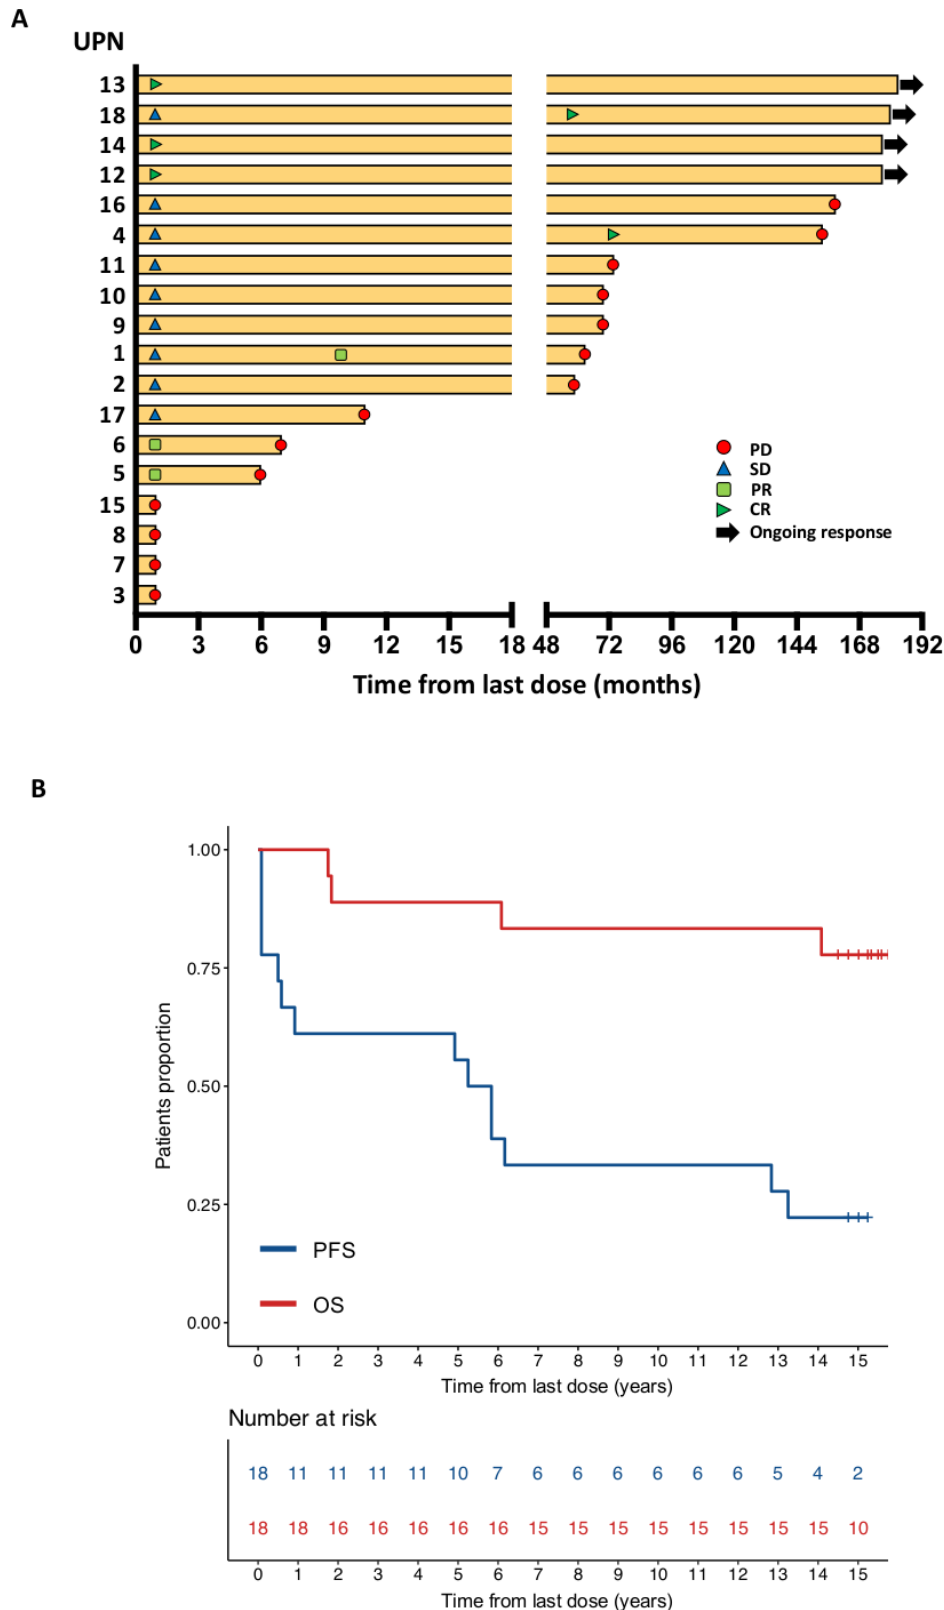 A
UPN
13
18
14
12
16
4
11
10
9
1
2
17
6
5
15
8
7
3
PD
SD
PR
CR
Ongoing response
0 3 6 9 12 15 18 48 72 96 120 144 168 192
Time from last dose (months)
B
Patients proportion
1.00
0.75
0.50
0.25
0.00
PFS
OS
0 1 2 3 4 5 6 7 8 9 10 11 12 13 14 15
Time from last dose (years)
Number at risk
18 11 11 11 11 10 7 6 6 6 6 6 6 5 4 2
18 18 16 16 16 16 16 15 15 15 15 15 15 15 15 10
0 1 2 3 4 5 6 7 8 9 10 11 12 13 14 15
Time from last dose (years)